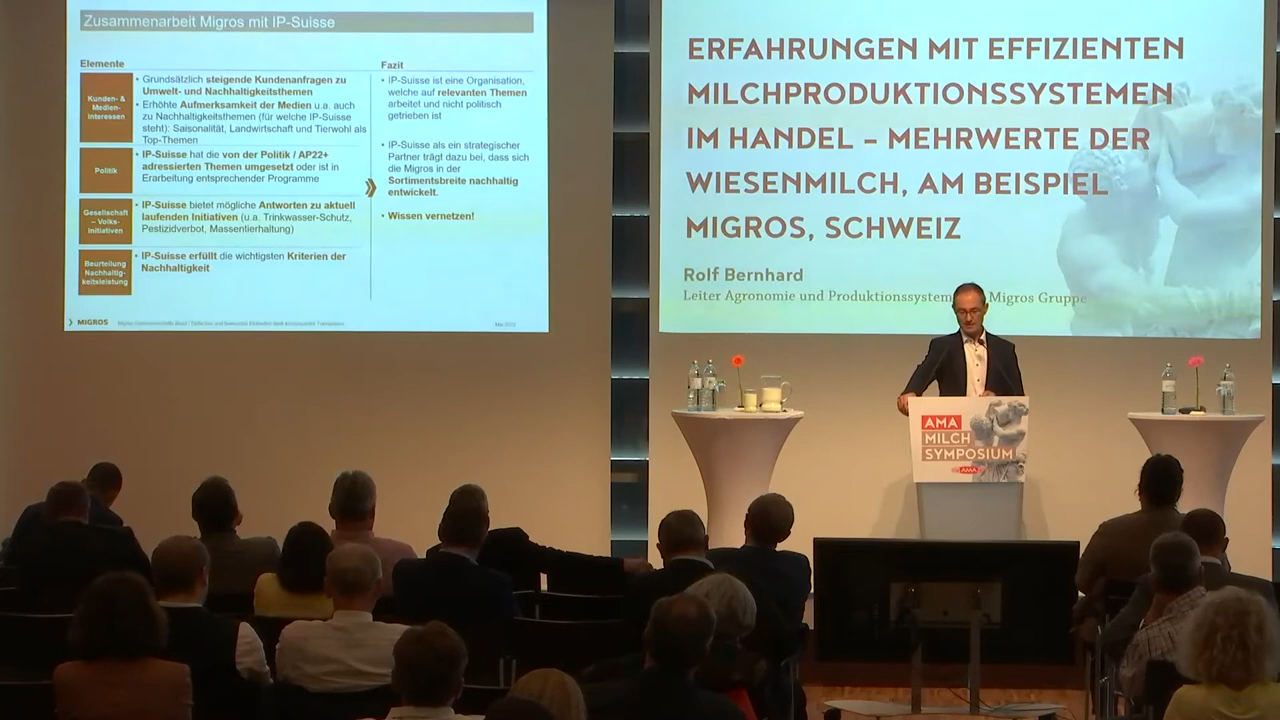 Zusammenarbeit Migros mit IP-Suisse
Elemente
Kunden- &
Medien-
Interessen
• Grundsätzlich steigende Kundenanfragen zu
Umwelt- und Nachhaltigkeitsthemen
• Erhöhte Aufmerksamkeit der Medien u.a. auch
zu Nachhaltigkeitsthemen (für welche IP-Suisse
steht): Saisonalität, Landwirtschaft und Tierwohl als
Top-Themen
Politik
• IP-Suisse hat die von der Politik / AP22+
adressierten Themen umgesetzt oder ist in
Erarbeitung entsprechender Programme
Gesellschaft
– Volks-
initiativen
• IP-Suisse bietet mögliche Antworten zu aktuell
laufenden Initiativen (u.a. Trinkwasser-Schutz,
Pestizidverbot, Massentierhaltung)
Beurteilung
Nachhaltig-
keitsleistung
• IP-Suisse erfüllt die wichtigsten Kriterien der
Nachhaltigkeit
Fazit
• IP-Suisse ist eine Organisation,
welche auf relevanten Themen
arbeitet und nicht politisch
getrieben ist
• IP-Suisse als ein strategischer
Partner trägt dazu bei, dass sich
die Migros in der
Sortimentsbreite nachhaltig
entwickelt.
• Wissen vernetzen!
MIGROS
ERFAHRUNGEN MIT EFFIZIENTEN
MILCHPRODUKTIONSSYSTEMEN
IM HANDEL – MEHRWERTE DER
WIESENMILCH, AM BEISPIEL
MIGROS, SCHWEIZ
Rolf Bernhard
Leiter Agronomie und Produktionssystem Migros Gruppe
AMA
MILCH
SYMPOSIUM
AMA